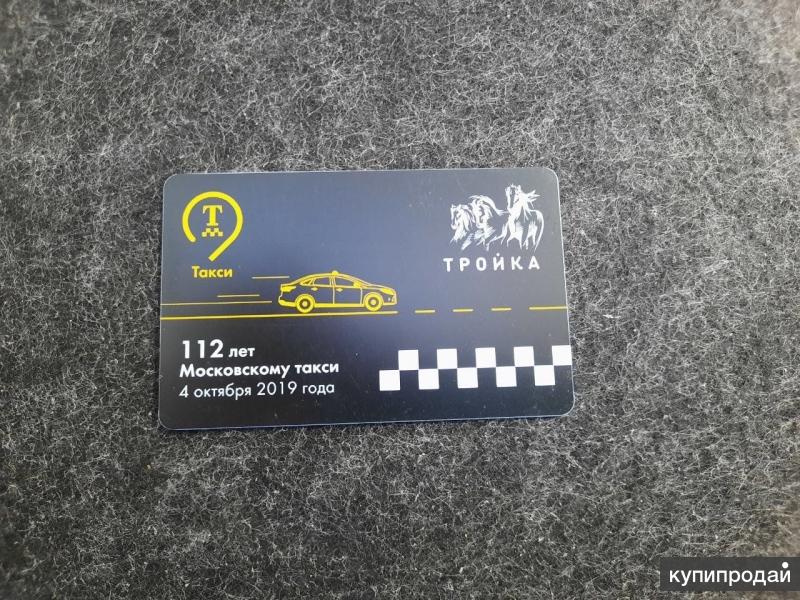 Т
Такси
ТРОЙКА
112 лет
Московскому такси
4 октября 2019 года
купипродай